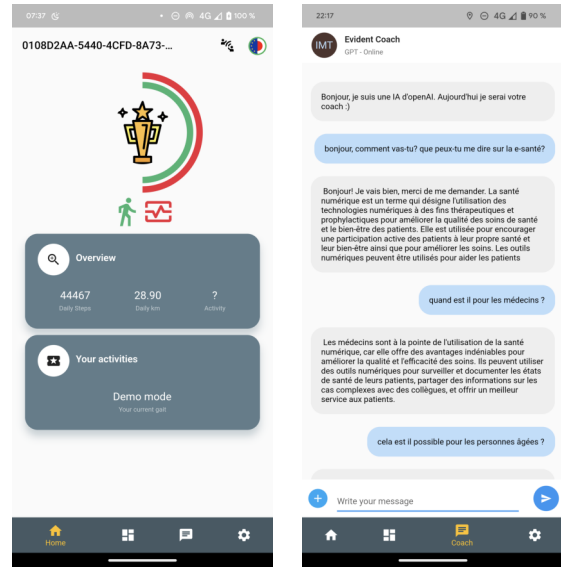 07:37 4G 100 %
0108D2AA-5440-4CFD-8A73-...
Overview
44467 28.90 ?
Daily Steps Daily km Activity
Your activities
Demo mode
Your current gait
Home
22:17 4G 90 %
IMT
Evident Coach
GPT - Online
Bonjour, je suis une IA d'openAI. Aujourd'hui je serai votre
coach :)
bonjour, comment vas-tu? que peux-tu me dire sur la e-santé?
Bonjour! Je vais bien, merci de me demander. La santé
numérique est un terme qui désigne l'utilisation des
technologies numériques à des fins thérapeutiques et
prophylactiques pour améliorer la qualité des soins de santé
et le bien-être des patients. Elle est utilisée pour encourager
une participation active des patients à leur propre santé et
leur bien-être ainsi que pour améliorer les soins. Les outils
numériques peuvent être utilisés pour aider les patients
quand est il pour les médecins ?
Les médecins sont à la pointe de l'utilisation de la santé
numérique, car elle offre des avantages indéniables pour
améliorer la qualité et l'efficacité des soins. Ils peuvent utiliser
des outils numériques pour surveiller et documenter les états
de santé de leurs patients, partager des informations sur les
cas complexes avec des collègues, et offrir un meilleur
service aux patients.
cela est il possible pour les personnes âgées ?
Write your message
Coach